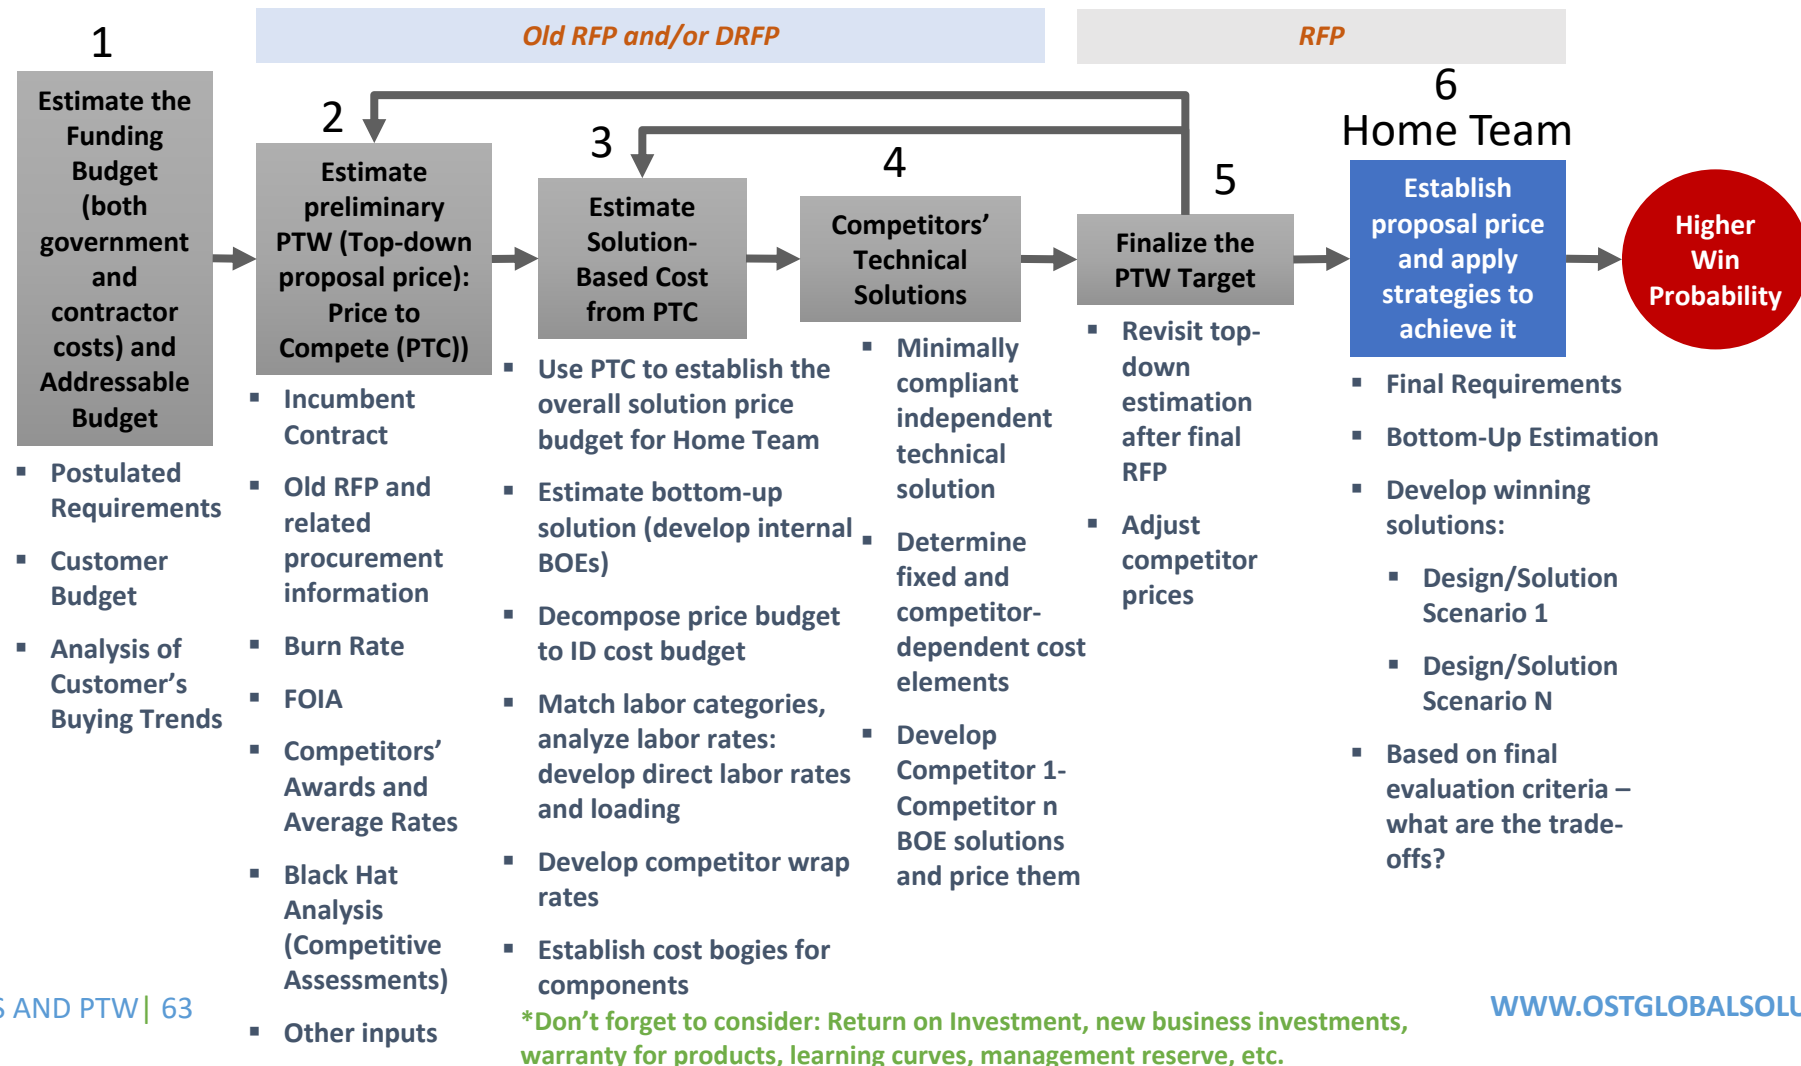 Old RFP and/or DRFP
RFP
1
Estimate the
Funding
Budget
(both
government
and
contractor
costs) and
Addressable
Budget
▪ Postulated
Requirements
▪ Customer
Budget
▪ Analysis of
Customer’s
Buying Trends
2
Estimate
preliminary
PTW (Top-down
proposal price):
Price to
Compete (PTC))
▪ Incumbent
Contract
▪ Old RFP and
related
procurement
information
▪ Burn Rate
▪ FOIA
▪ Competitors’
Awards and
Average Rates
▪ Black Hat
Analysis
(Competitive
Assessments)
▪ Other inputs
3
Estimate
Solution-
Based Cost
from PTC
▪ Use PTC to establish the
overall solution price
budget for Home Team
▪ Estimate bottom-up
solution (develop internal
BOEs)
▪ Decompose price budget
to ID cost budget
▪ Match labor categories,
analyze labor rates:
develop direct labor rates
and loading
▪ Develop competitor wrap
rates
▪ Establish cost bogies for
components
4
Competitors’
Technical
Solutions
▪ Minimally
compliant
independent
technical
solution
▪ Determine
fixed and
competitor-
dependent cost
elements
▪ Develop
Competitor 1-
Competitor n
BOE solutions
and price them
5
Finalize the
PTW Target
▪ Revisit top-
down
estimation
after final
RFP
▪ Adjust
competitor
prices
6
Home Team
Establish
proposal price
and apply
strategies to
achieve it
▪ Final Requirements
▪ Bottom-Up Estimation
▪ Develop winning
solutions:
▪ Design/Solution
Scenario 1
▪ Design/Solution
Scenario N
▪ Based on final
evaluation criteria –
what are the trade-
offs?
Higher
Win
Probability
*Don’t forget to consider: Return on Investment, new business investments,
warranty for products, learning curves, management reserve, etc.
S AND PTW| 63
WWW.OSTGLOBALSOLU